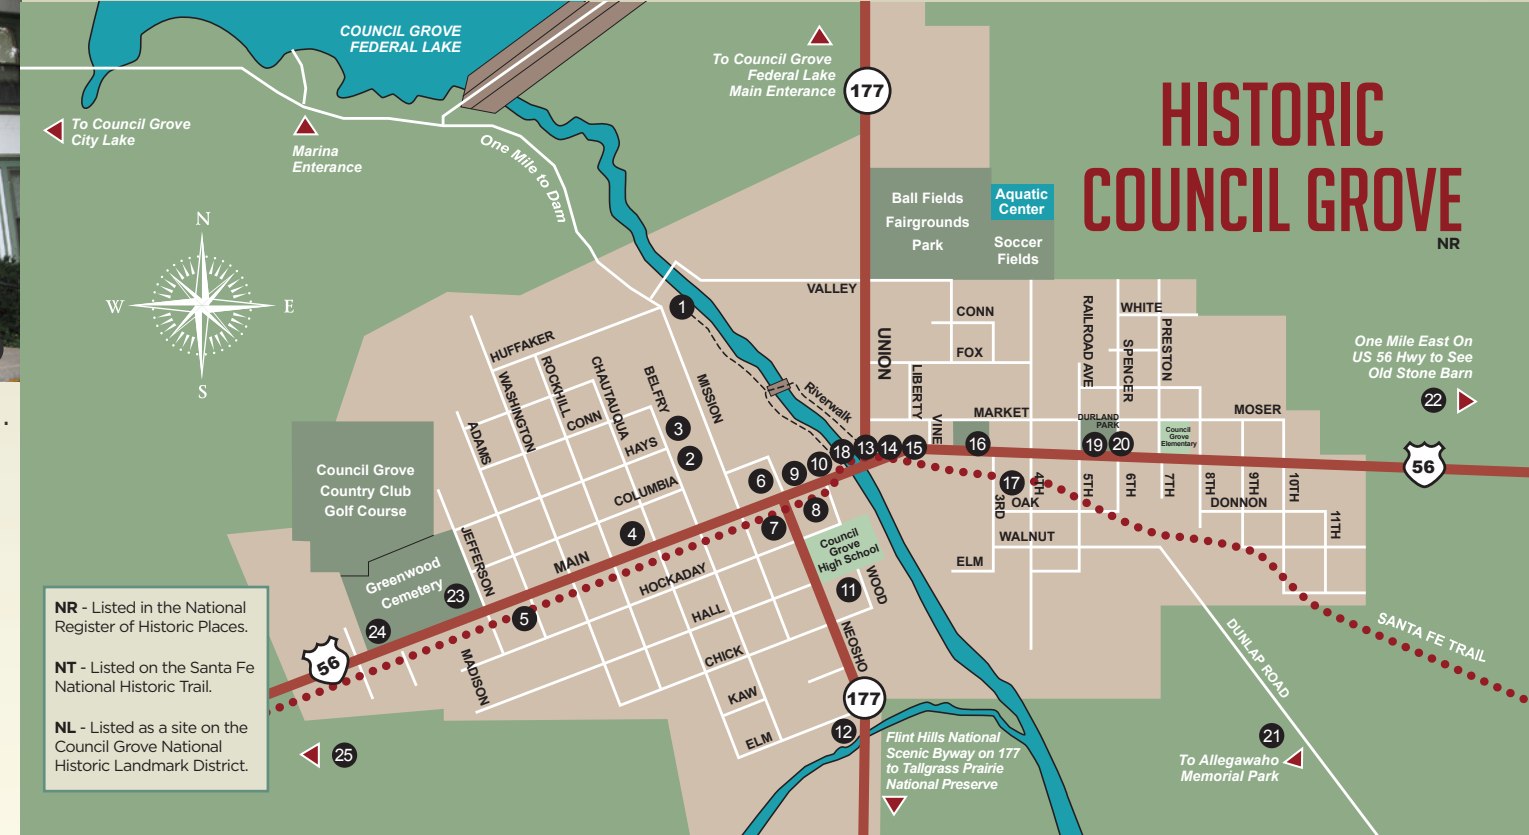 HISTORIC
COUNCIL GROVE
NR
COUNCIL GROVE
FEDERAL LAKE
To Council Grove
Federal Lake
Main Entrance
177
To Council Grove
City Lake
Marina
Entrance
One Mile to Dam
N
W
E
S
Ball Fields
Fairgrounds
Park
Aquatic
Center
Soccer
Fields
VALLEY
UNION
CONN
FOX
LIBERTY
VINE
MARKET
RAILROAD AVE
WHITE
SPENCER
PRESTON
MOSER
DURLAND
PARK
Council
Grove
Elementary
One Mile East On
US 56 Hwy to See
Old Stone Barn
22
56
1
HUFFAKER
WASHINGTON
ROCKHILL
CHAUTAUQUA
BELFRY
MISSION
ADAMS
CONN
HAYS
COLUMBIA
Riverwalk
3
2
6
9
10
18
13
14
15
16
19
20
17
3RD
4TH
5TH
6TH
7TH
8TH
9TH
10TH
11TH
OAK
DONNON
WALNUT
ELM
4
7
8
Council Grove
Country Club
Golf Course
Greenwood
Cemetery
23
24
JEFFERSON
MAIN
5
HOCKADAY
HALL
CHICK
KAW
ELM
MADISON
Council
Grove
High School
11
WOOD
NEOSHO
177
12
56
25
Flint Hills National
Scenic Byway on 177
to Tallgrass Prairie
National Preserve
DUNLAP ROAD
SANTA FE TRAIL
21
To Allegawaho
Memorial Park
NR - Listed in the National
Register of Historic Places.
NT - Listed on the Santa Fe
National Historic Trail.
NL - Listed as a site on the
Council Grove National
Historic Landmark District.